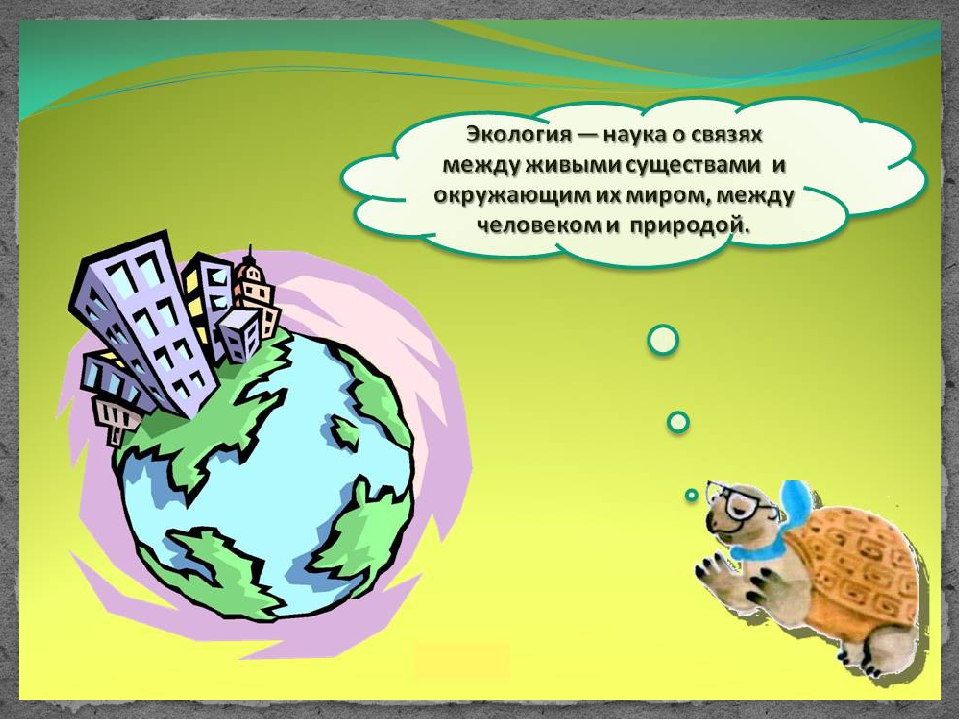 Экология — наука о связях
между живыми существами и
окружающим их миром, между
человеком и природой.